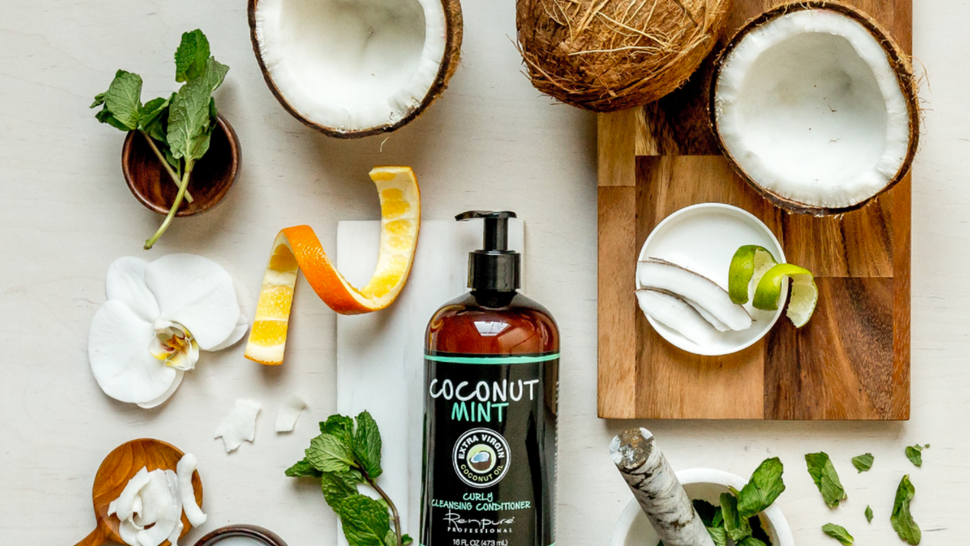 COCONUT
MINT
EXTRA VIRGIN
COCONUT OIL
CURLY
CLEANSING CONDITIONER
Renpure
PROFESSIONAL
16 FL OZ (473 mL)